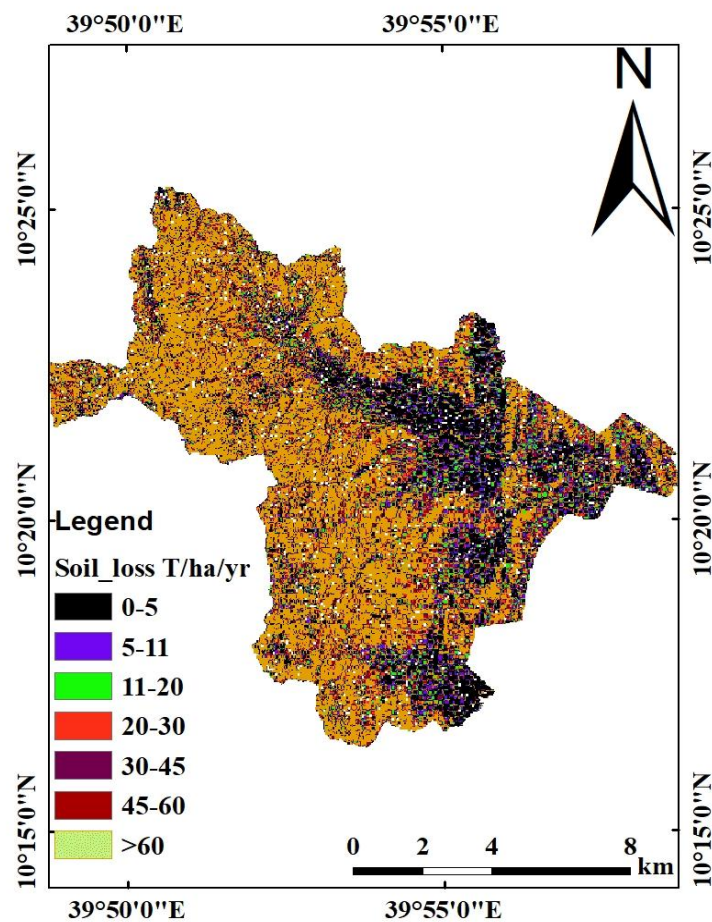 39°50'0"E 39°55'0"E
N
10°25'0"N 10°25'0"N
10°20'0"N 10°20'0"N
Legend
Soil_loss T/ha/yr
0-5
5-11
11-20
20-30
30-45
45-60
>60
10°15'0"N 10°15'0"N
0 2 4 8
km
39°50'0"E 39°55'0"E